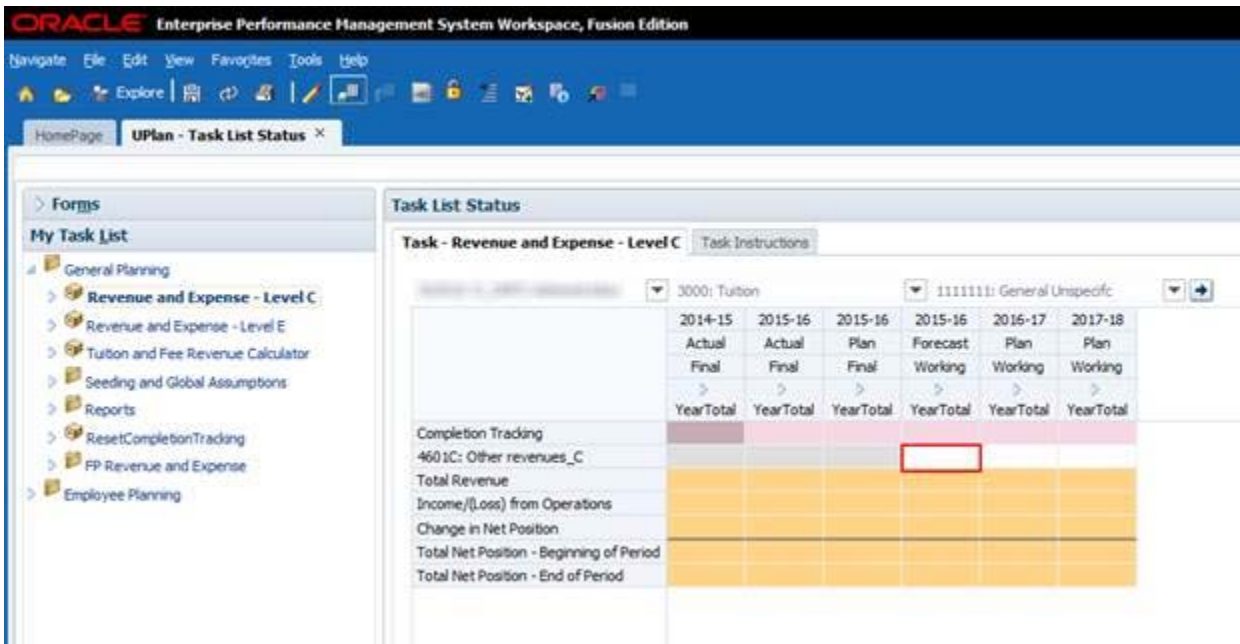 ORACLE Enterprise Performance Management System Workspace, Fusion Edition
Navigate File Edit View Favorites Tools Help
Explore
HomePage UPlan - Task List Status ×
Forms
My Task List
General Planning
Revenue and Expense - Level C
Revenue and Expense - Level E
Tuition and Fee Revenue Calculator
Seeding and Global Assumptions
Reports
ResetCompletionTracking
FP Revenue and Expense
Employee Planning
Task List Status
Task - Revenue and Expense - Level C Task Instructions
3000: Tuition 1111111: General Unspecifc
2014-15 2015-16 2015-16 2015-16 2016-17 2017-18
Actual Actual Plan Forecast Plan Plan
Final Final Final Working Working Working
YearTotal YearTotal YearTotal YearTotal YearTotal YearTotal
Completion Tracking
4601C: Other revenues_C
Total Revenue
Income/(Loss) from Operations
Change in Net Position
Total Net Position - Beginning of Period
Total Net Position - End of Period